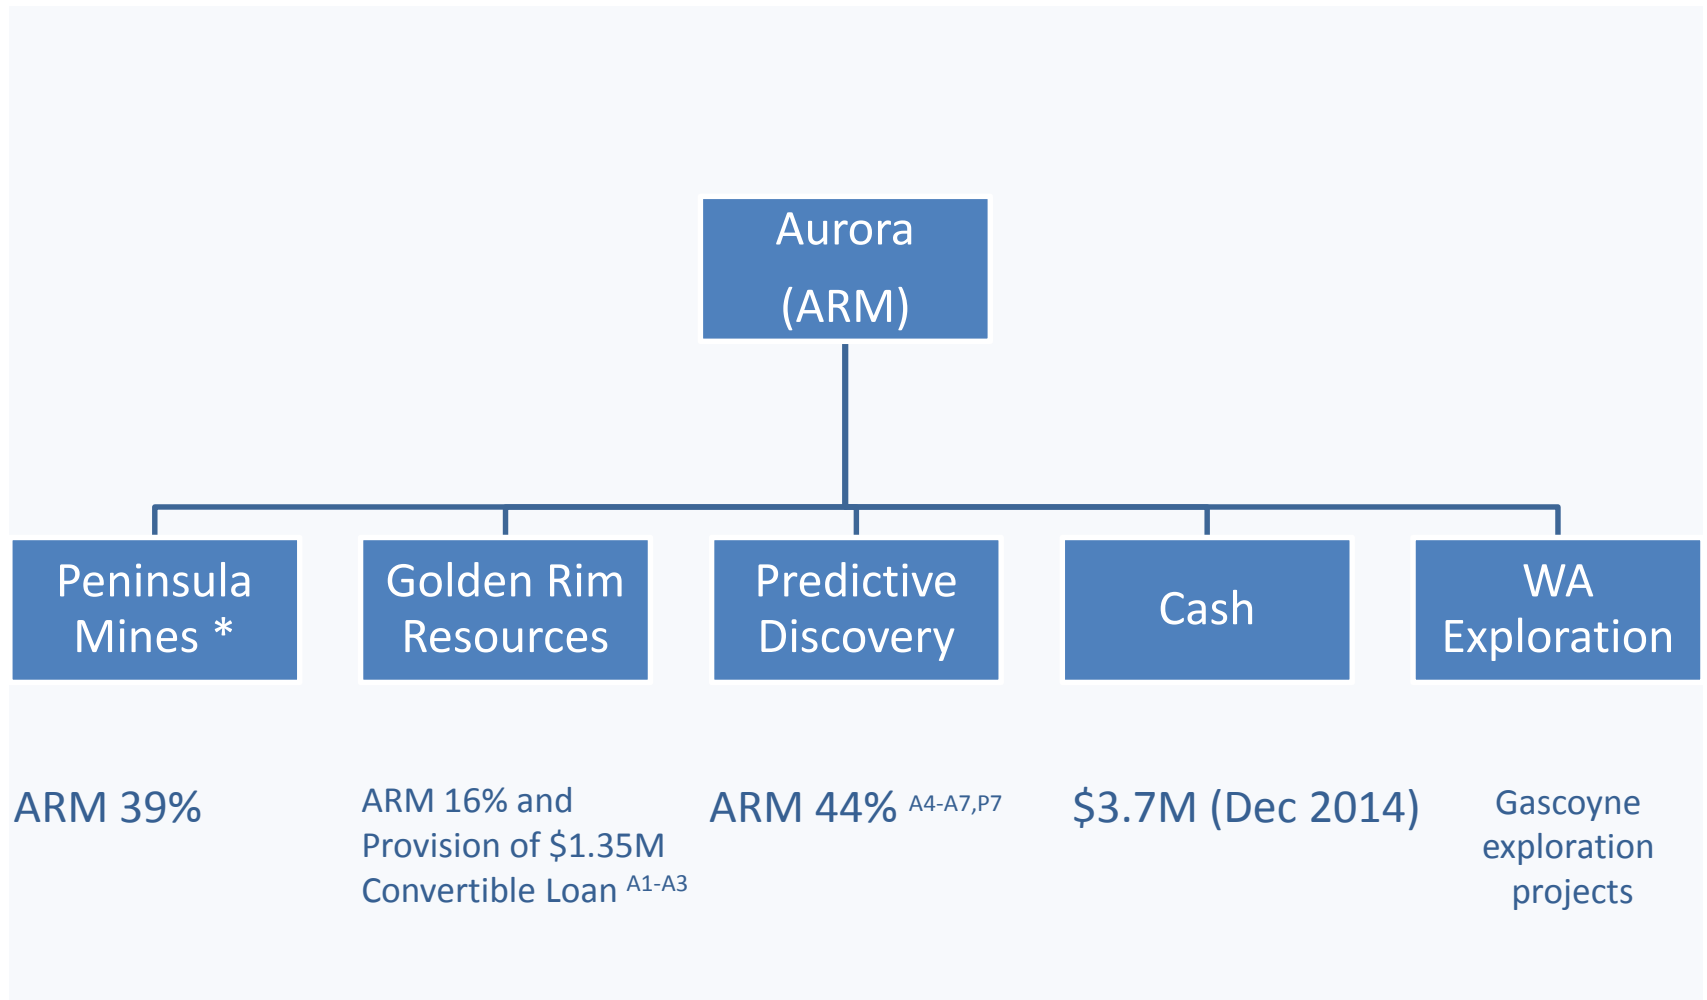 Aurora
(ARM)
Peninsula
Mines *
Golden Rim
Resources
Predictive
Discovery
Cash
WA
Exploration
ARM 39%
ARM 16% and
Provision of $1.35M
Convertible Loan A1-A3
ARM 44% A4-A7,P7
$3.7M (Dec 2014)
Gascoyne
exploration
projects